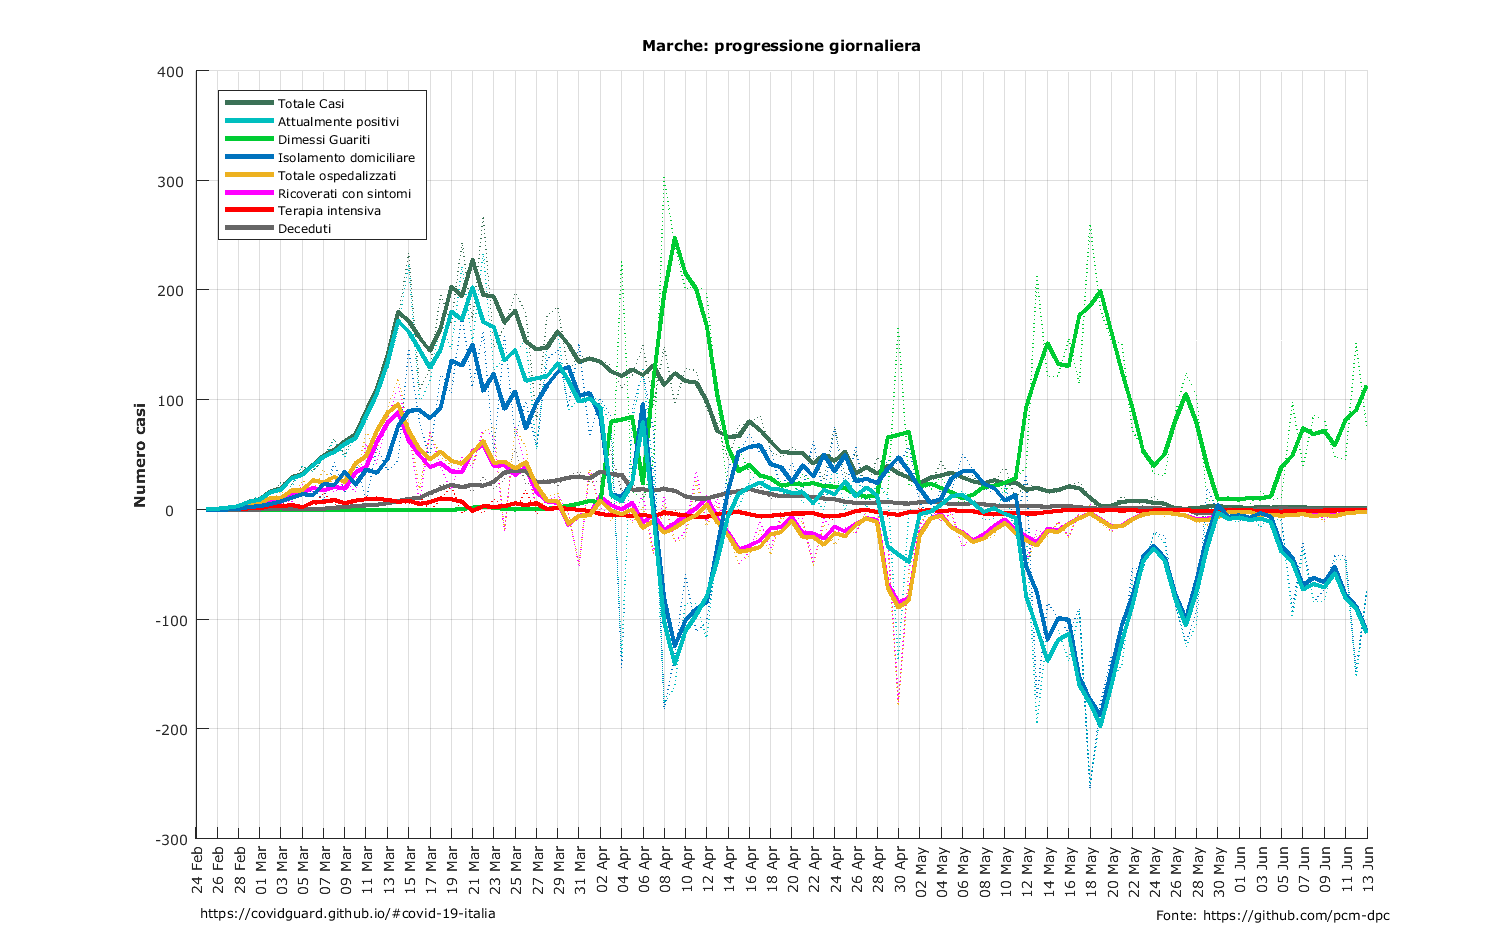 Marche: progressione giornaliera
400
300
200
100
0
-100
-200
-300
Numero casi
Totale Casi
Attualmente positivi
Dimessi Guariti
Isolamento domiciliare
Totale ospedalizzati
Ricoverati con sintomi
Terapia intensiva
Deceduti
24 Feb
26 Feb
28 Feb
01 Mar
03 Mar
05 Mar
07 Mar
09 Mar
11 Mar
13 Mar
15 Mar
17 Mar
19 Mar
21 Mar
23 Mar
25 Mar
27 Mar
29 Mar
31 Mar
02 Apr
04 Apr
06 Apr
08 Apr
10 Apr
12 Apr
14 Apr
16 Apr
18 Apr
20 Apr
22 Apr
24 Apr
26 Apr
28 Apr
30 Apr
02 May
04 May
06 May
08 May
10 May
12 May
14 May
16 May
18 May
20 May
22 May
24 May
26 May
28 May
30 May
01 Jun
03 Jun
05 Jun
07 Jun
09 Jun
11 Jun
13 Jun
https://covidguard.github.io/#covid-19-italia
Fonte: https://github.com/pcm-dpc